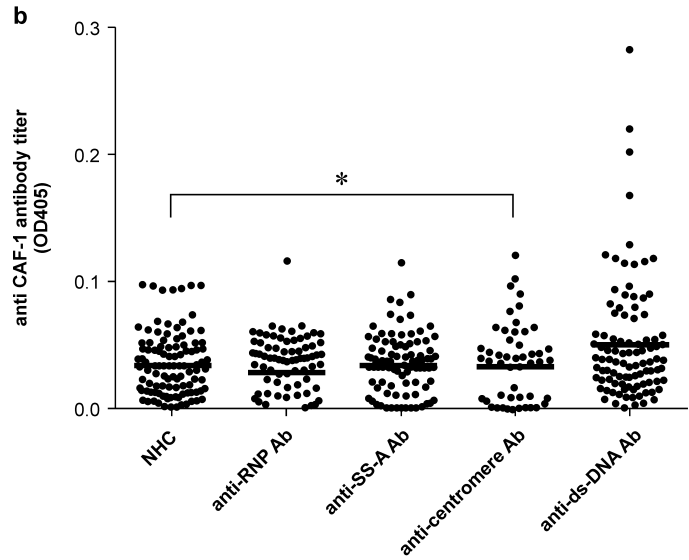 b
anti CAF-1 antibody titer
(OD405)
0.3
0.2
0.1
0.0
*
NHC
anti-RNP Ab
anti-SS-A Ab
anti-centromere Ab
anti-ds-DNA Ab